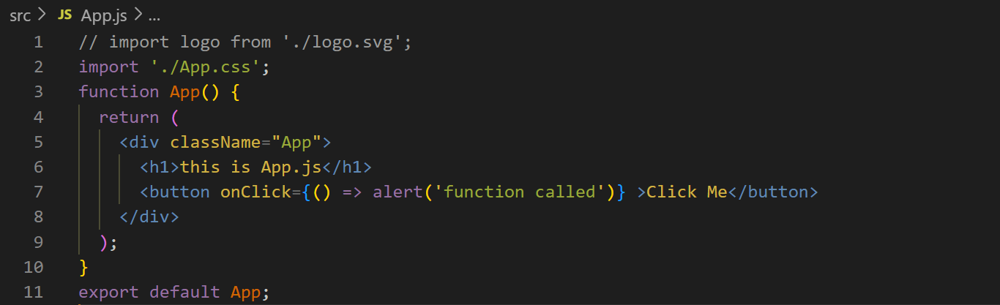 src > JS App.js > ...
1 // import logo from './logo.svg';
2 import './App.css';
3 function App() {
4   return (
5     <div className="App">
6       <h1>this is App.js</h1>
7       <button onClick={() => alert('function called')} >Click Me</button>
8     </div>
9   );
10 }
11 export default App;